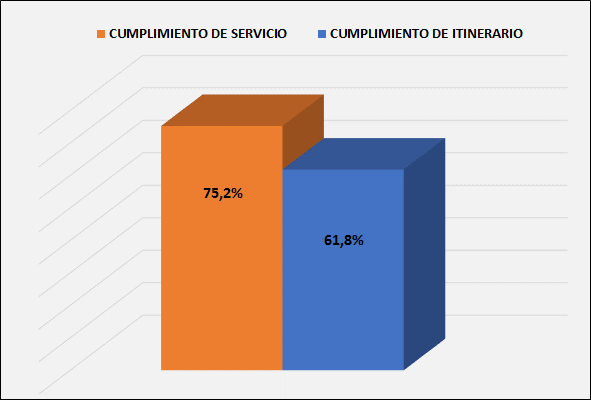 CUMPLIMIENTO DE SERVICIO CUMPLIMIENTO DE ITINERARIO
75,2%
61,8%